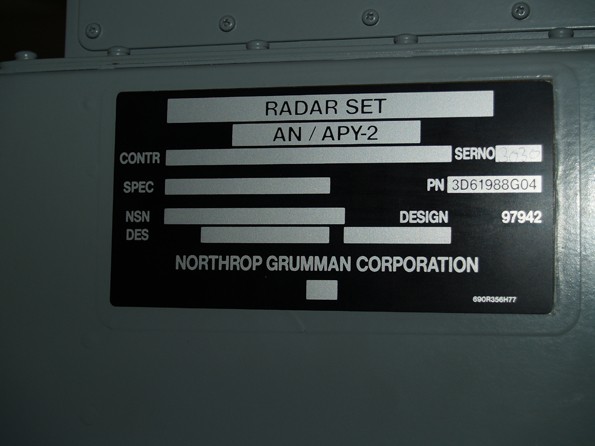 RADAR SET
AN / APY-2
CONTR SERNO
SPEC PN 3D61988G04
NSN DESIGN 97942
DES
NORTHROP GRUMMAN CORPORATION
690R356H77